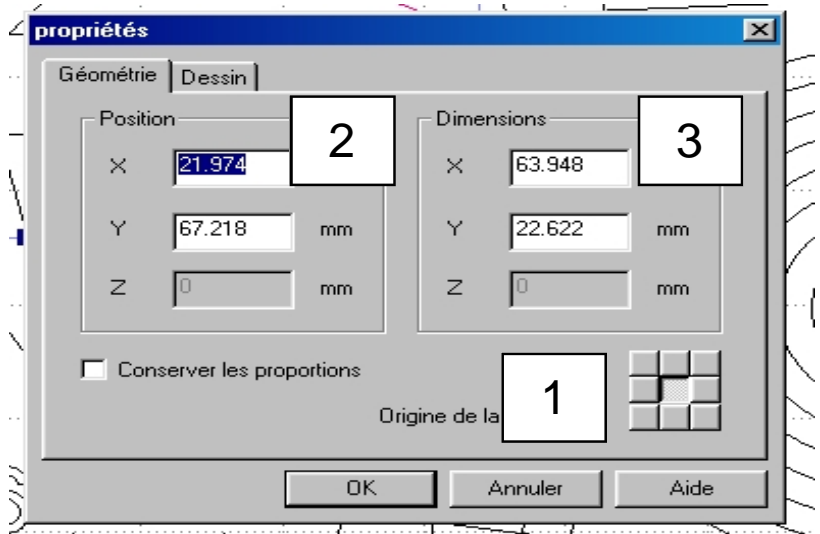 propriétés
Géométrie Dessin
Position 2 Dimensions 3
X 21.974 X 63.948
Y 67.218 mm Y 22.622 mm
Z 0 mm Z 0 mm
Conserver les proportions
Origine de la 1
OK Annuler Aide